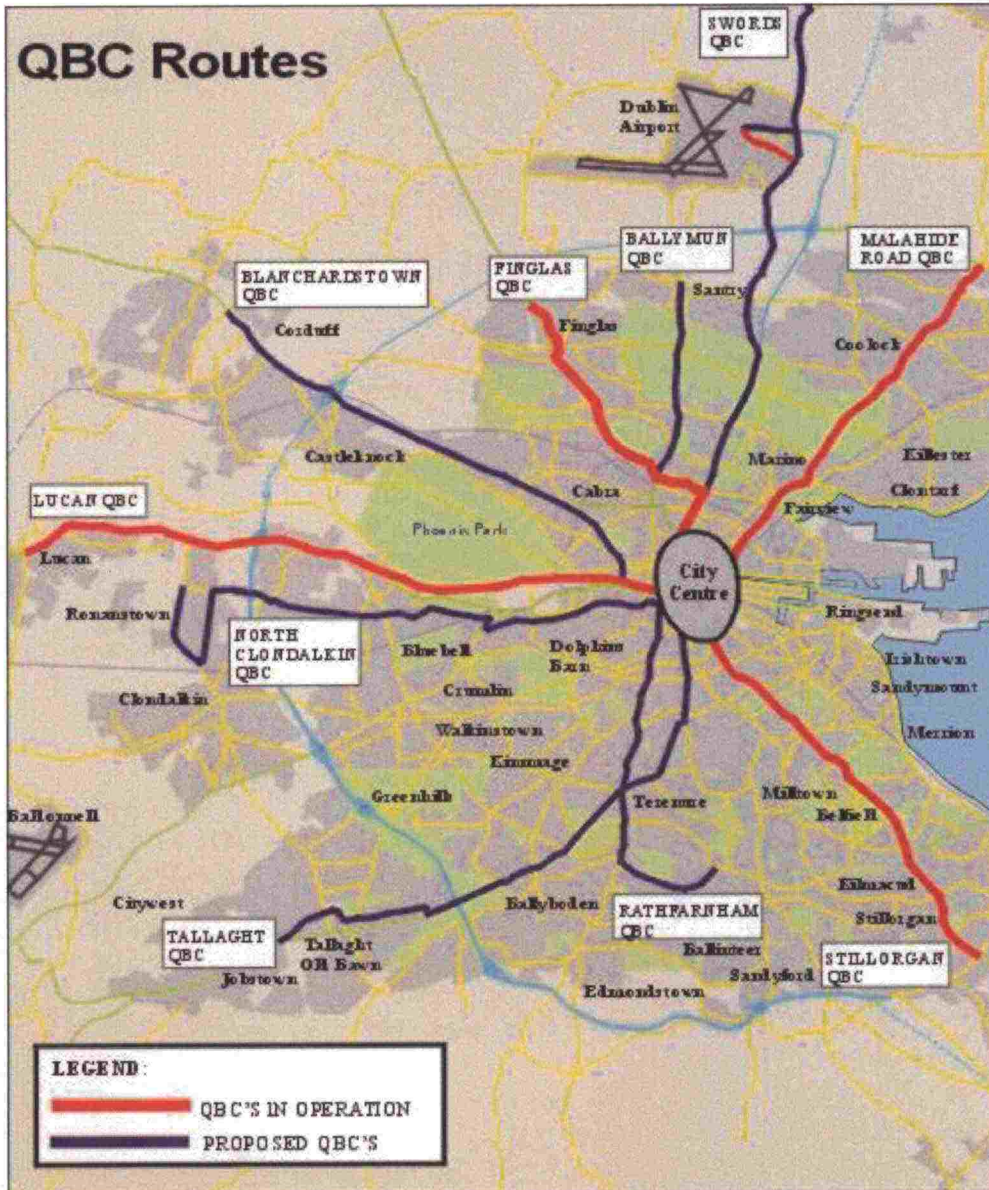 QBC Routes
SWORDS
QBC
Dublin
Airport
BALLYMUN
QBC
MALAHIDE
ROAD QBC
FINGLAS
QBC
BLANCHARDSTOWN
QBC
Santry
Finglas
Corduff
Coolock
Castleknock
Marino
Killester
Cabra
Clontarf
LUCAN QBC
Fairview
Phoenix Park
Lucan
City
Centre
Ronanstown
Ringsend
NORTH
CLONDALKIN
QBC
Bluebell
Dolphins
Barn
Irishtown
Crumlin
Sandymount
Clondalkin
Walkinstown
Merrion
Kimmage
Greenhills
Terenure
Milltown
Belfield
Kilmacud
Citywest
Ballyboden
RATHFARNHAM
QBC
Stillorgan
TALLAGHT
QBC
Tallaght
Old Bawn
Ballinteer
STILLORGAN
QBC
Jobstown
Sandyford
Edmondstown
LEGEND:
QBC'S IN OPERATION
PROPOSED QBC'S